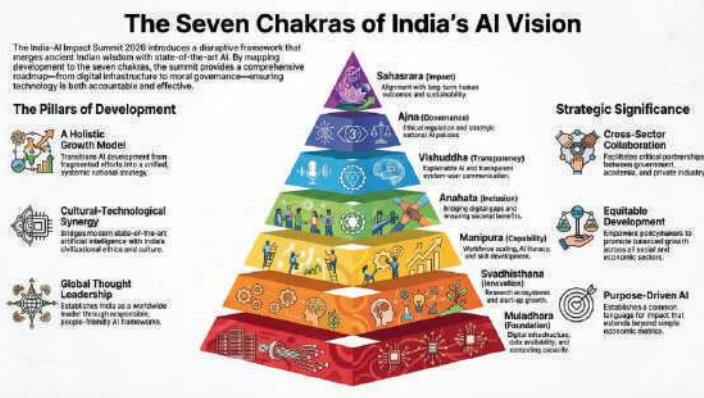 The Seven Chakras of India's AI Vision
The India–AI Impact Summit 2026 introduces a disruptive framework that
merges ancient Indian wisdom with state-of-the-art AI. By mapping
development to the seven chakras, the summit provides a comprehensive
roadmap—from digital infrastructure to moral governance—ensuring
technology is both accountable and effective.
The Pillars of Development
A Holistic
Growth Model
Transitions AI development from
fragmented efforts into a unified,
systemic national strategy.
Cultural-Technological
Synergy
Bridges modern state-of-the-art
artificial intelligence with India's
civilizational ethics and culture.
Global Thought
Leadership
Establishes India as a worldwide
leader through responsible,
people-friendly AI frameworks.
Sahasrara (Impact)
Alignment with long-term human
outcomes and sustainability.
Ajna (Governance)
Ethical regulation and strategic
national AI policies.
Vishuddha (Transparency)
Explainable AI and transparent
system-user communication.
Anahata (Inclusion)
Bridging digital gaps and
ensuring societal benefits.
Manipura (Capability)
Workforce scaling, AI literacy,
and skill development.
Svadhisthana
(Innovation)
Research ecosystems
and start-up growth.
Muladhara
(Foundation)
Digital infrastructure,
data availability, and
computing capacity.
Strategic Significance
Cross-Sector
Collaboration
Facilitates critical partnerships
between government,
academia, and private industry.
Equitable
Development
Empowers policymakers to
promote balanced growth
across all social and
economic sectors.
Purpose-Driven AI
Establishes a common
language for impact that
extends beyond simple
economic metrics.